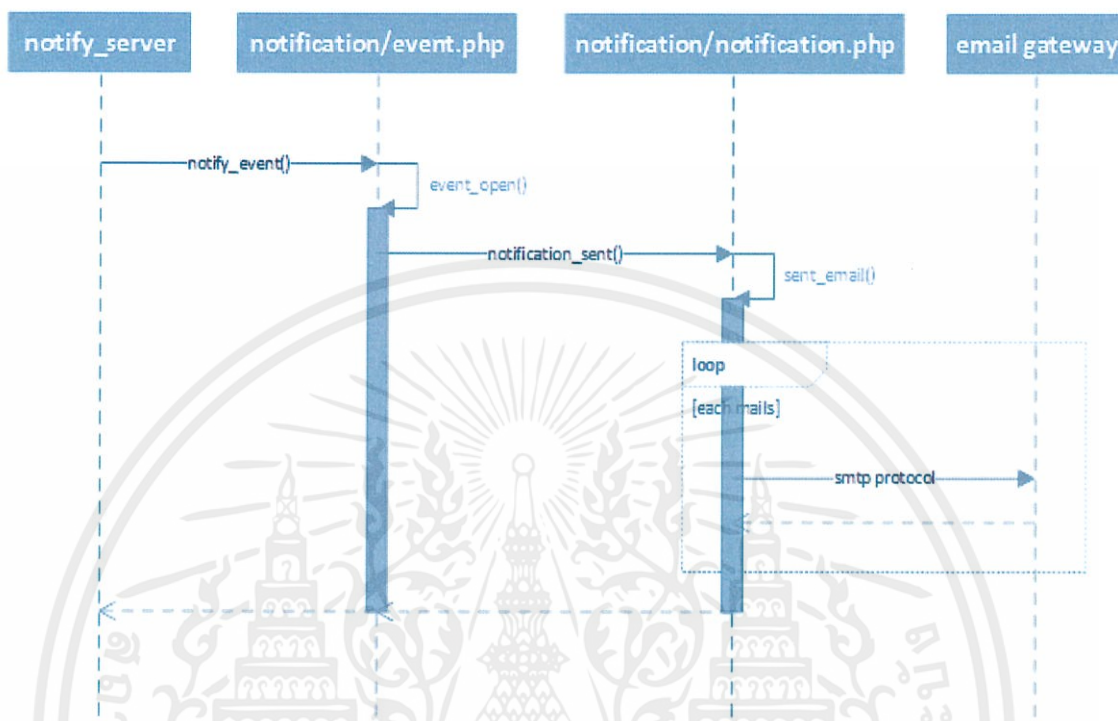 notify_server
notification/event.php
notification/notification.php
email gateway
notify_event()
event_open()
notification_sent()
sent_email()
loop
[each mails]
smtp protocol